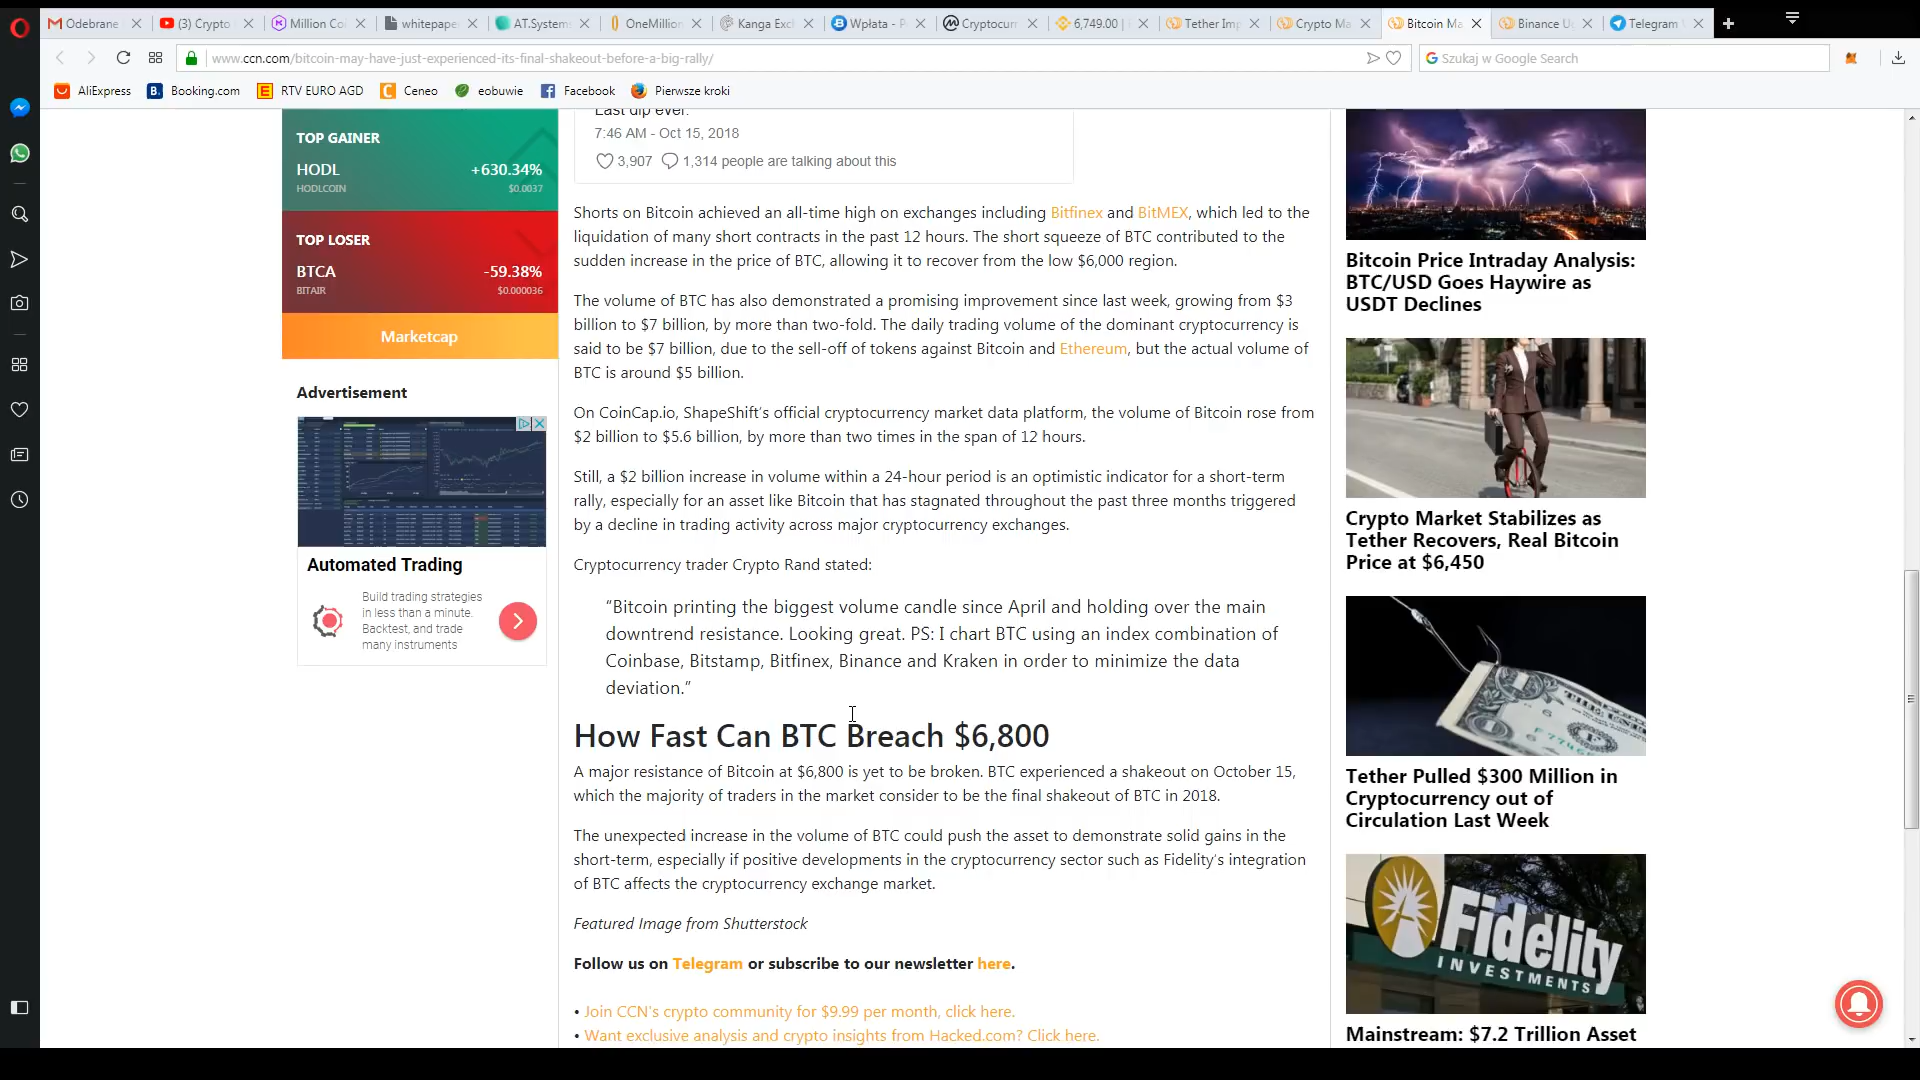 Odebrane
(3) Crypto
Million Co
whitepape
AT.System
OneMillion
Kanga Exc
Wpłata - P
Cryptocur
6,749.00 |
Tether Imp
Crypto Ma
Bitcoin Ma
Binance U
Telegram
www.ccn.com/bitcoin-may-have-just-experienced-its-final-shakeout-before-a-big-rally/
Szukaj w Google Search
AliExpress
Booking.com
RTV EURO AGD
Ceneo
eobuwie
Facebook
Pierwsze kroki
TOP GAINER
HODL +630.34%
HODLCOIN $0.0037
TOP LOSER
BTCA -59.38%
BITAIR $0.000036
Marketcap
Advertisement
Automated Trading
Build trading strategies
in less than a minute.
Backtest, and trade
many instruments
Last dip ever.
7:46 AM - Oct 15, 2018
3,907 1,314 people are talking about this
Shorts on Bitcoin achieved an all-time high on exchanges including Bitfinex and BitMEX, which led to the
liquidation of many short contracts in the past 12 hours. The short squeeze of BTC contributed to the
sudden increase in the price of BTC, allowing it to recover from the low $6,000 region.
The volume of BTC has also demonstrated a promising improvement since last week, growing from $3
billion to $7 billion, by more than two-fold. The daily trading volume of the dominant cryptocurrency is
said to be $7 billion, due to the sell-off of tokens against Bitcoin and Ethereum, but the actual volume of
BTC is around $5 billion.
On CoinCap.io, ShapeShift's official cryptocurrency market data platform, the volume of Bitcoin rose from
$2 billion to $5.6 billion, by more than two times in the span of 12 hours.
Still, a $2 billion increase in volume within a 24-hour period is an optimistic indicator for a short-term
rally, especially for an asset like Bitcoin that has stagnated throughout the past three months triggered
by a decline in trading activity across major cryptocurrency exchanges.
Cryptocurrency trader Crypto Rand stated:
“Bitcoin printing the biggest volume candle since April and holding over the main
downtrend resistance. Looking great. PS: I chart BTC using an index combination of
Coinbase, Bitstamp, Bitfinex, Binance and Kraken in order to minimize the data
deviation.”
How Fast Can BTC Breach $6,800
A major resistance of Bitcoin at $6,800 is yet to be broken. BTC experienced a shakeout on October 15,
which the majority of traders in the market consider to be the final shakeout of BTC in 2018.
The unexpected increase in the volume of BTC could push the asset to demonstrate solid gains in the
short-term, especially if positive developments in the cryptocurrency sector such as Fidelity's integration
of BTC affects the cryptocurrency exchange market.
Featured Image from Shutterstock
Follow us on Telegram or subscribe to our newsletter here.
• Join CCN's crypto community for $9.99 per month, click here.
• Want exclusive analysis and crypto insights from Hacked.com? Click here.
Bitcoin Price Intraday Analysis:
BTC/USD Goes Haywire as
USDT Declines
Crypto Market Stabilizes as
Tether Recovers, Real Bitcoin
Price at $6,450
Tether Pulled $300 Million in
Cryptocurrency out of
Circulation Last Week
Fidelity
INVESTMENTS
Mainstream: $7.2 Trillion Asset